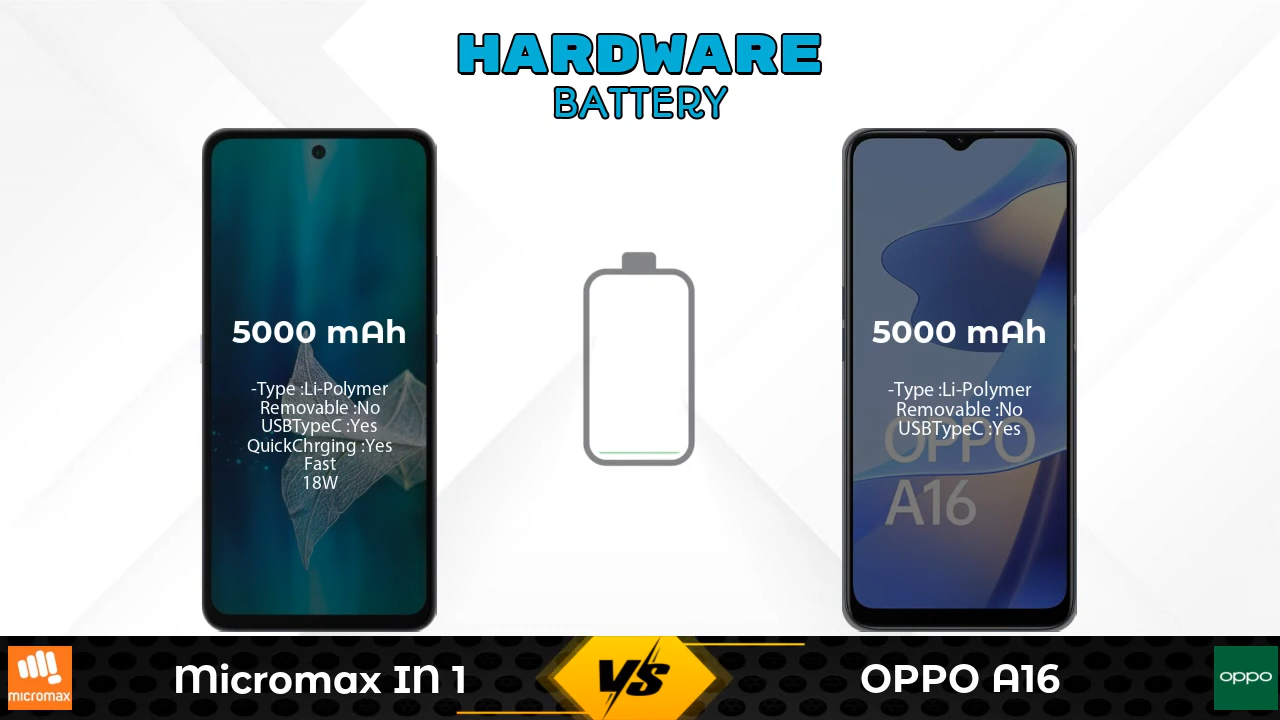 HARDWARE
BATTERY
5000 mAh
-Type :Li-Polymer
Removable :No
USBTypeC :Yes
QuickChrging :Yes
Fast
18W
5000 mAh
-Type :Li-Polymer
Removable :No
USBTypeC :Yes
OPPO
A16
micromax
Micromax IN 1
VS
OPPO A16
oppo